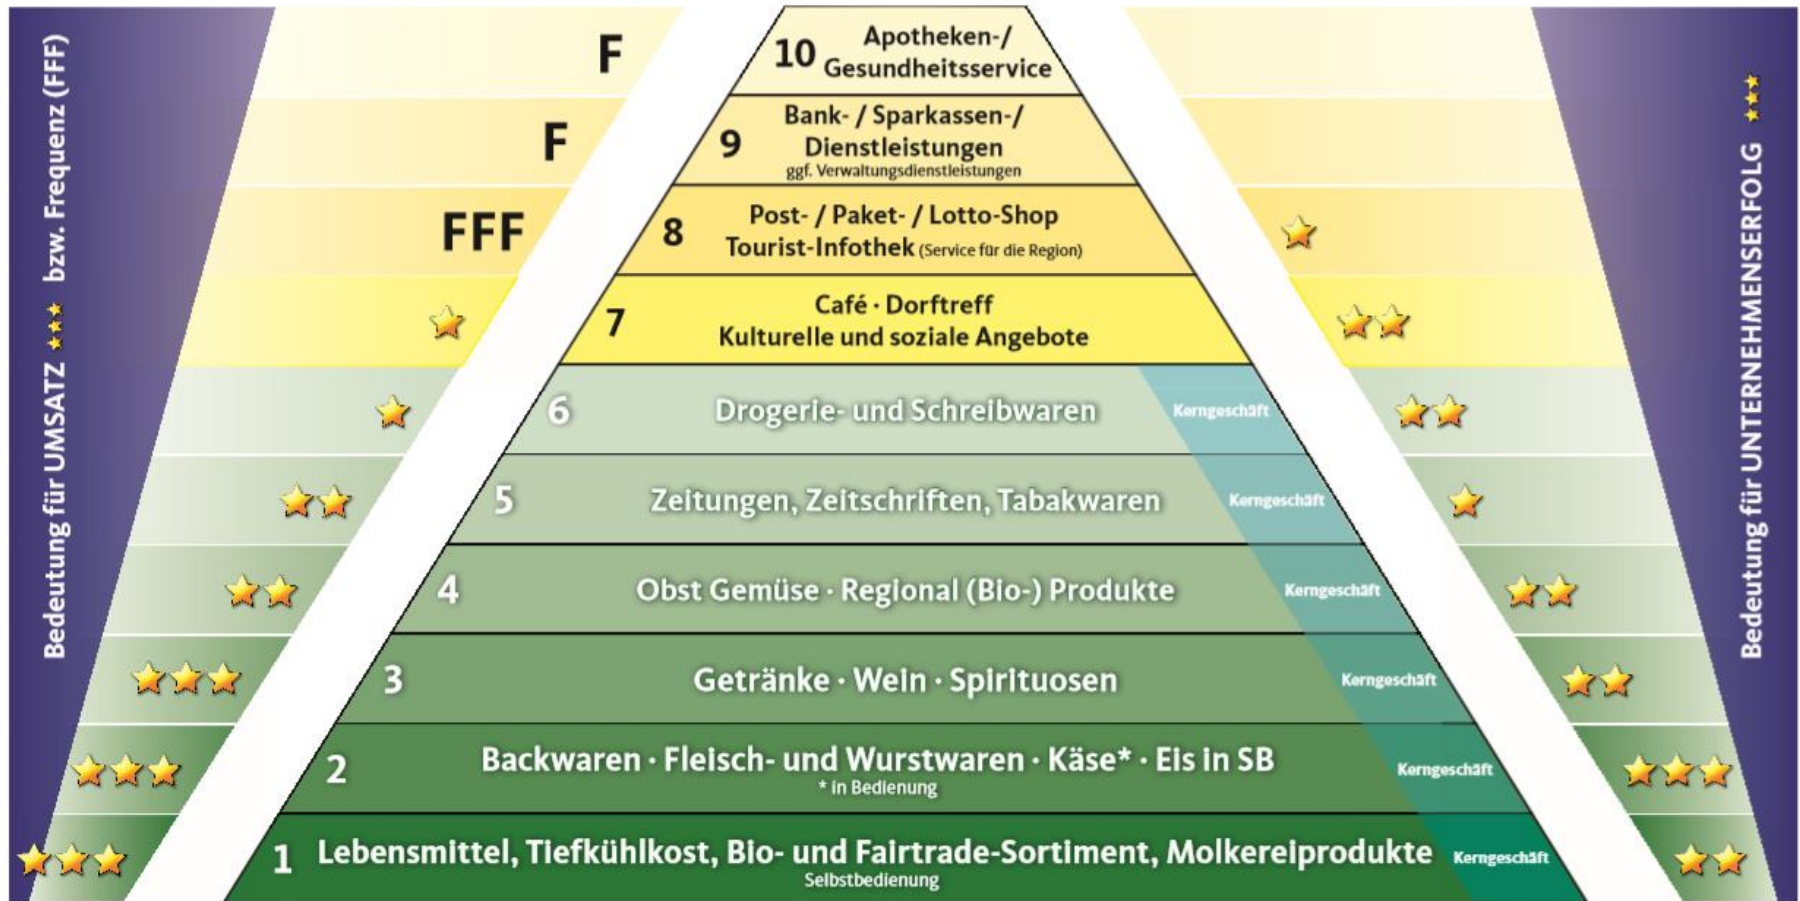 Bedeutung für UMSATZ bzw. Frequenz (FFF)
F
10
Apotheken-/
Gesundheitsservice
F
9
Bank- / Sparkassen-/
Dienstleistungen
ggf. Verwaltungsdienstleistungen
FFF
8
Post- / Paket- / Lotto-Shop
Tourist-Infothek (Service für die Region)
7
Café · Dorftreff
Kulturelle und soziale Angebote
6 Drogerie- und Schreibwaren Kerngeschäft
5 Zeitungen, Zeitschriften, Tabakwaren Kerngeschäft
4 Obst Gemüse · Regional (Bio-) Produkte Kerngeschäft
3 Getränke · Wein · Spirituosen Kerngeschäft
2 Backwaren · Fleisch- und Wurstwaren · Käse* · Eis in SB Kerngeschäft
* in Bedienung
1 Lebensmittel, Tiefkühlkost, Bio- und Fairtrade-Sortiment, Molkereiprodukte Kerngeschäft
Selbstbedienung
Bedeutung für UNTERNEHMENSERFOLG